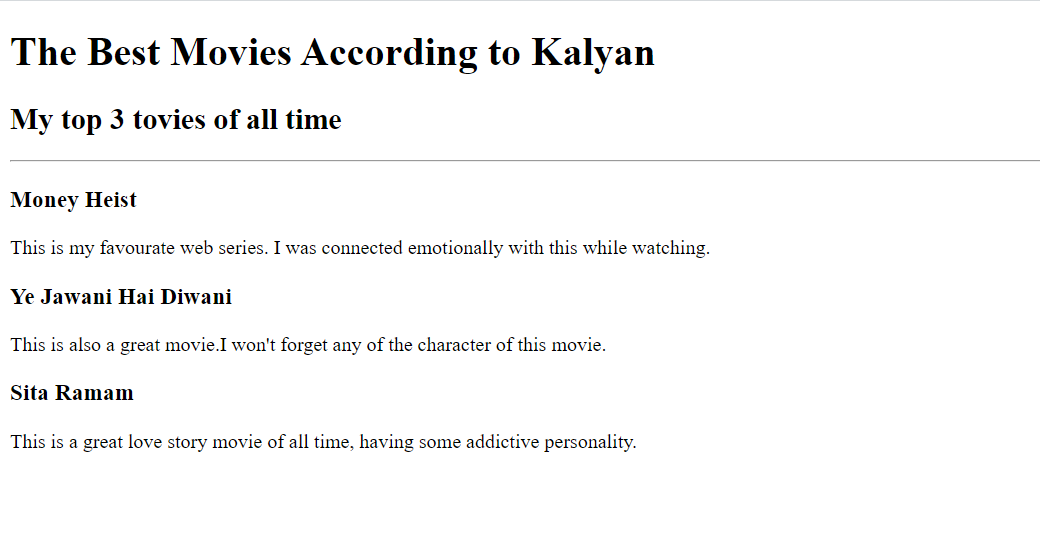 The Best Movies According to Kalyan
My top 3 tovies of all time
Money Heist
This is my favourate web series. I was connected emotionally with this while watching.
Ye Jawani Hai Diwani
This is also a great movie.I won't forget any of the character of this movie.
Sita Ramam
This is a great love story movie of all time, having some addictive personality.